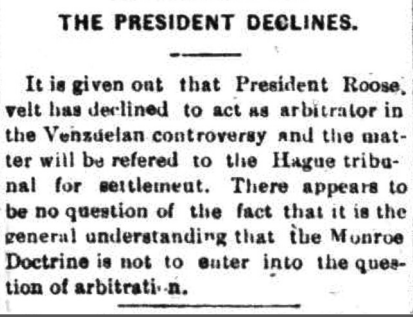 THE PRESIDENT DECLINES.
It is given out that President Roose-
velt has declined to act as arbitrator in
the Venzuelan controversy and the mat-
ter will be refered to the Hague tribu-
nal for settlement. There appears to
be no question of the fact that it is the
general understanding that the Monroe
Doctrine is not to enter into the ques-
tion of arbitration.